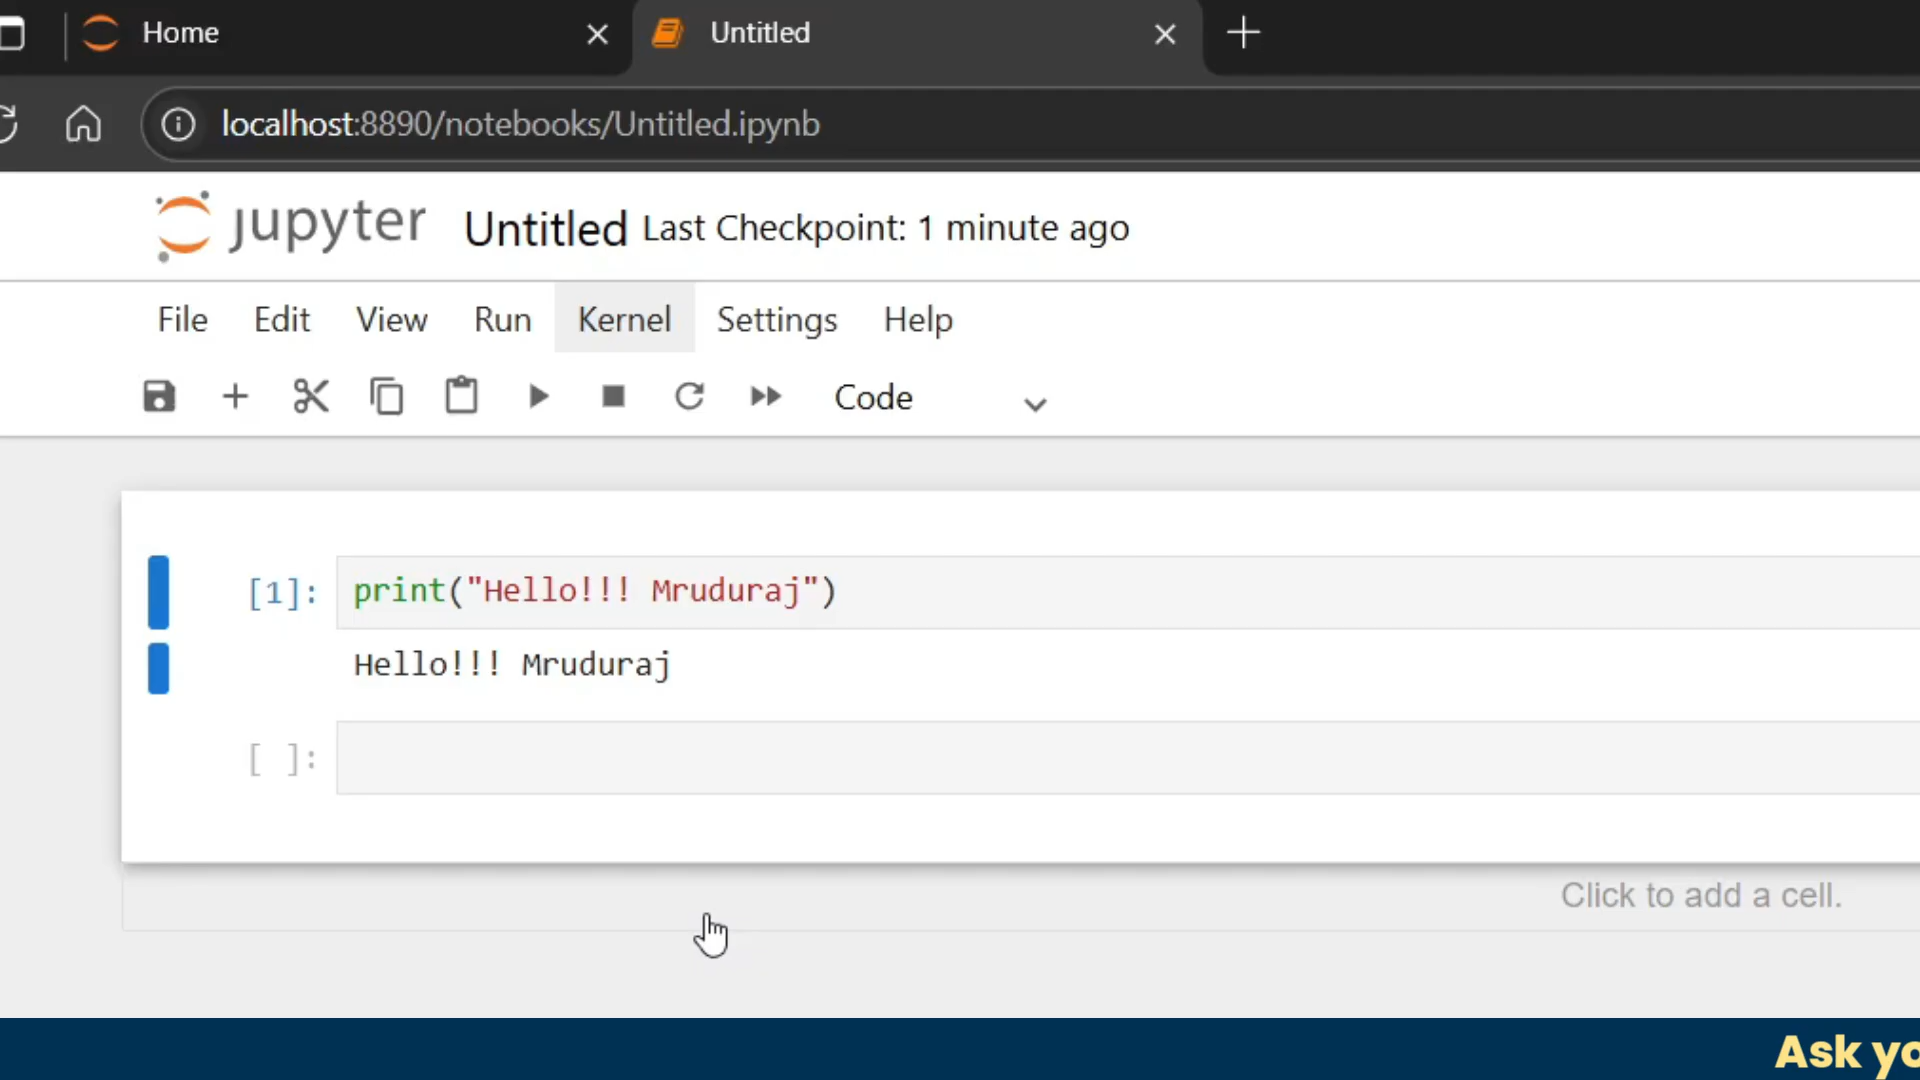 Home Untitled
localhost:8890/notebooks/Untitled.ipynb
jupyter Untitled Last Checkpoint: 1 minute ago
File Edit View Run Kernel Settings Help
Code
[1]: print("Hello!!! Mruduraj")
Hello!!! Mruduraj
[ ]:
Click to add a cell.
Ask yo